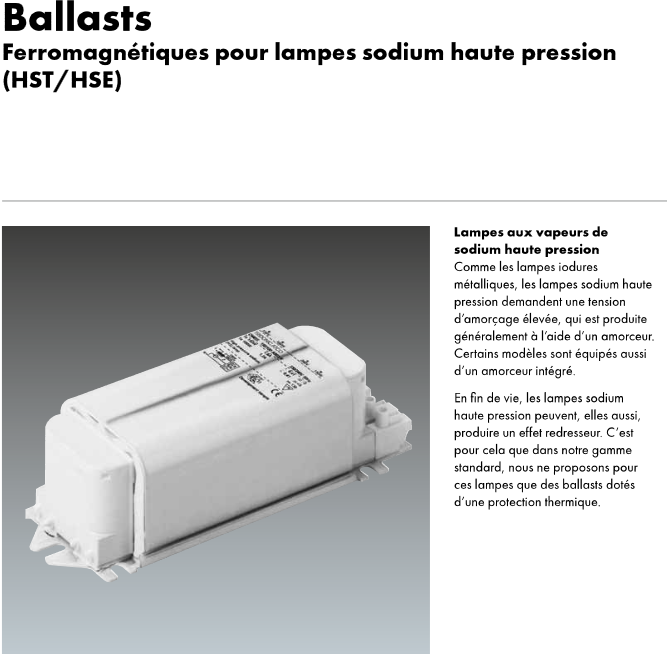 Ballasts
Ferromagnétiques pour lampes sodium haute pression
(HST/HSE)
Lampes aux vapeurs de
sodium haute pression
Comme les lampes iodures
métalliques, les lampes sodium haute
pression demandent une tension
d’amorçage élevée, qui est produite
généralement à l’aide d’un amorceur.
Certains modèles sont équipés aussi
d’un amorceur intégré.
En fin de vie, les lampes sodium
haute pression peuvent, elles aussi,
produire un effet redresseur. C’est
pour cela que dans notre gamme
standard, nous ne proposons pour
ces lampes que des ballasts dotés
d’une protection thermique.